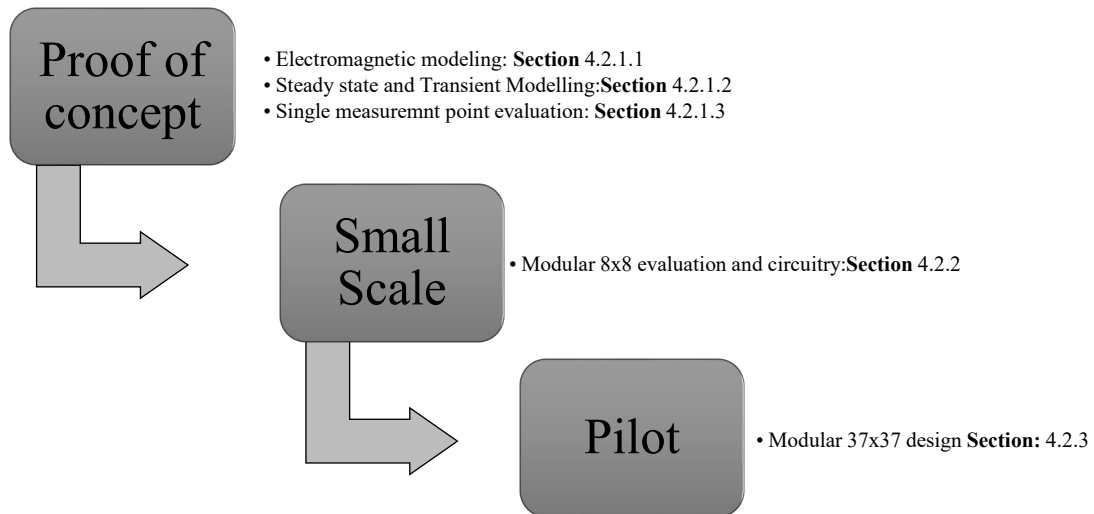 Proof of
concept
• Electromagnetic modeling: Section 4.2.1.1
• Steady state and Transient Modelling:Section 4.2.1.2
• Single measuremnt point evaluation: Section 4.2.1.3
Small
Scale
• Modular 8x8 evaluation and circuitry:Section 4.2.2
Pilot
• Modular 37x37 design Section: 4.2.3